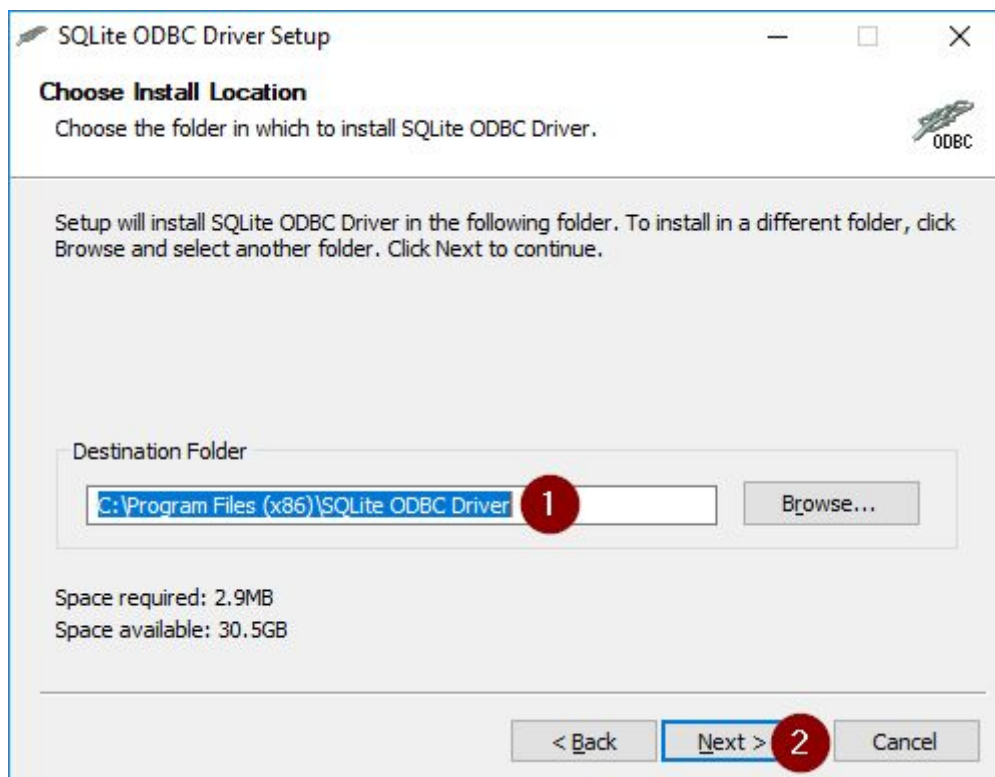 SQLite ODBC Driver Setup
Choose Install Location
Choose the folder in which to install SQLite ODBC Driver.
ODBC
Setup will install SQLite ODBC Driver in the following folder. To install in a different folder, click
Browse and select another folder. Click Next to continue.
Destination Folder
C:\Program Files (x86)\SQLite ODBC Driver 1 Browse...
Space required: 2.9MB
Space available: 30.5GB
< Back Next > 2 Cancel